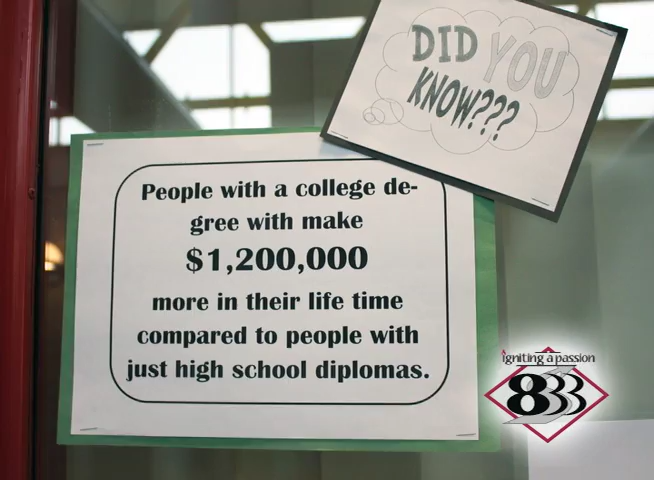 DID YOU
KNOW???
People with a college de-
gree with make
$1,200,000
more in their life time
compared to people with
just high school diplomas.
igniting a passion
833